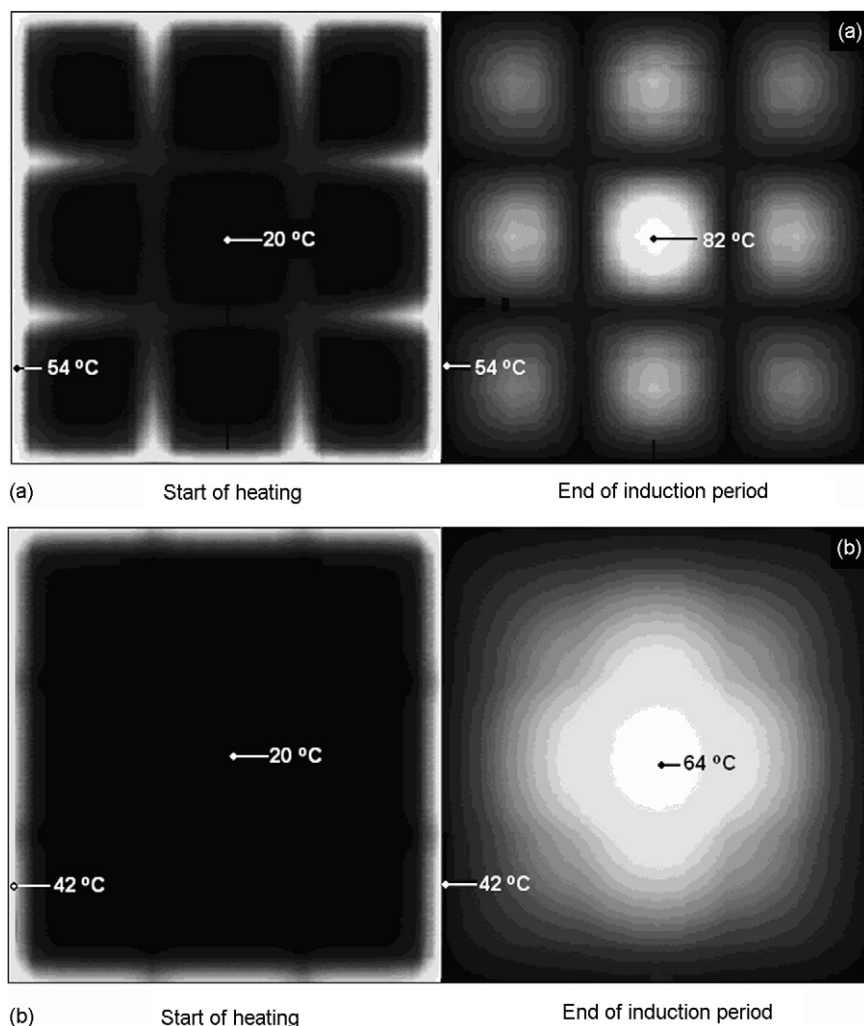 (a)
20 ºC
82 ºC
54 ºC
54 ºC
(a) Start of heating End of induction period
(b)
20 ºC
64 ºC
42 ºC
42 ºC
(b) Start of heating End of induction period